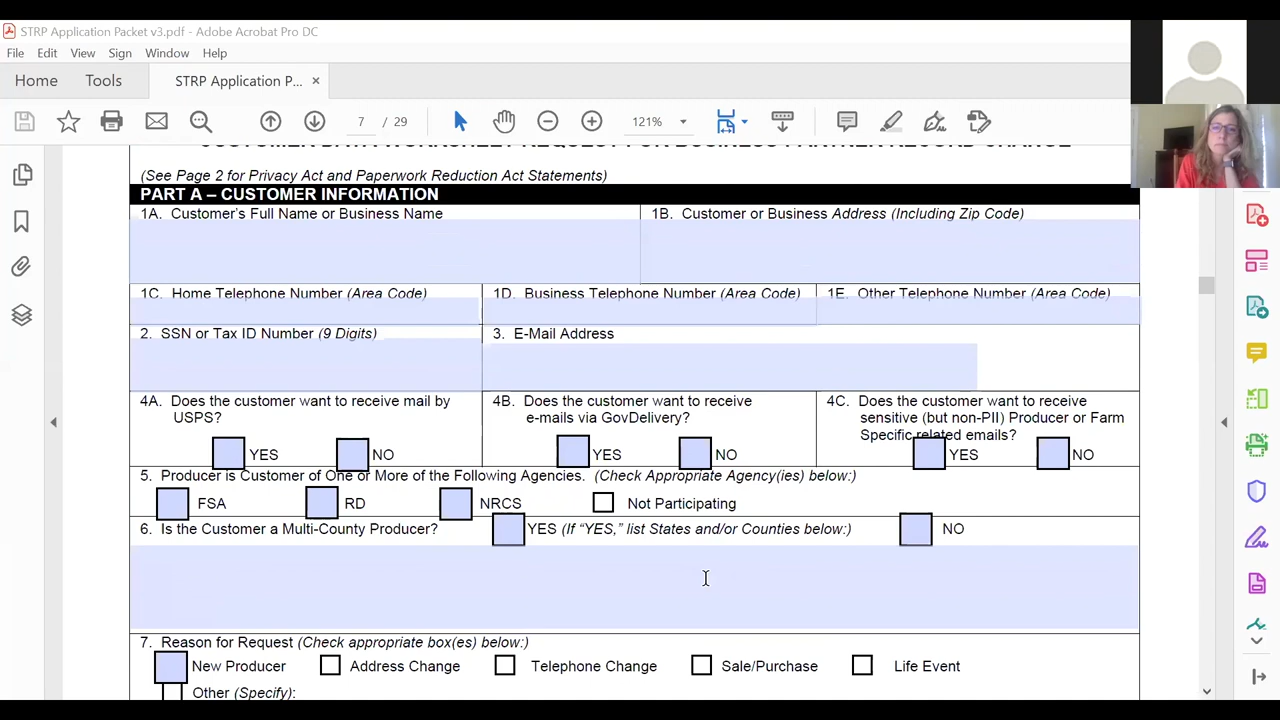 STRP Application Packet v3.pdf - Adobe Acrobat Pro DC
File Edit View Sign Window Help
Home Tools STRP Application P... ×
7 / 29 121%
CUSTOMER DATA WORKSHEET REQUEST FOR BUSINESS PARTNER RECORD CHANGE
(See Page 2 for Privacy Act and Paperwork Reduction Act Statements)
PART A – CUSTOMER INFORMATION
1A. Customer's Full Name or Business Name
1B. Customer or Business Address (Including Zip Code)
1C. Home Telephone Number (Area Code)
1D. Business Telephone Number (Area Code)
1E. Other Telephone Number (Area Code)
2. SSN or Tax ID Number (9 Digits)
3. E-Mail Address
4A. Does the customer want to receive mail by
USPS?
YES NO
4B. Does the customer want to receive
e-mails via GovDelivery?
YES NO
4C. Does the customer want to receive
sensitive (but non-PII) Producer or Farm
Specific related emails?
YES NO
5. Producer is Customer of One or More of the Following Agencies. (Check Appropriate Agency(ies) below:)
FSA RD NRCS Not Participating
6. Is the Customer a Multi-County Producer? YES (If “YES,” list States and/or Counties below:) NO
7. Reason for Request (Check appropriate box(es) below:)
New Producer Address Change Telephone Change Sale/Purchase Life Event
Other (Specify):